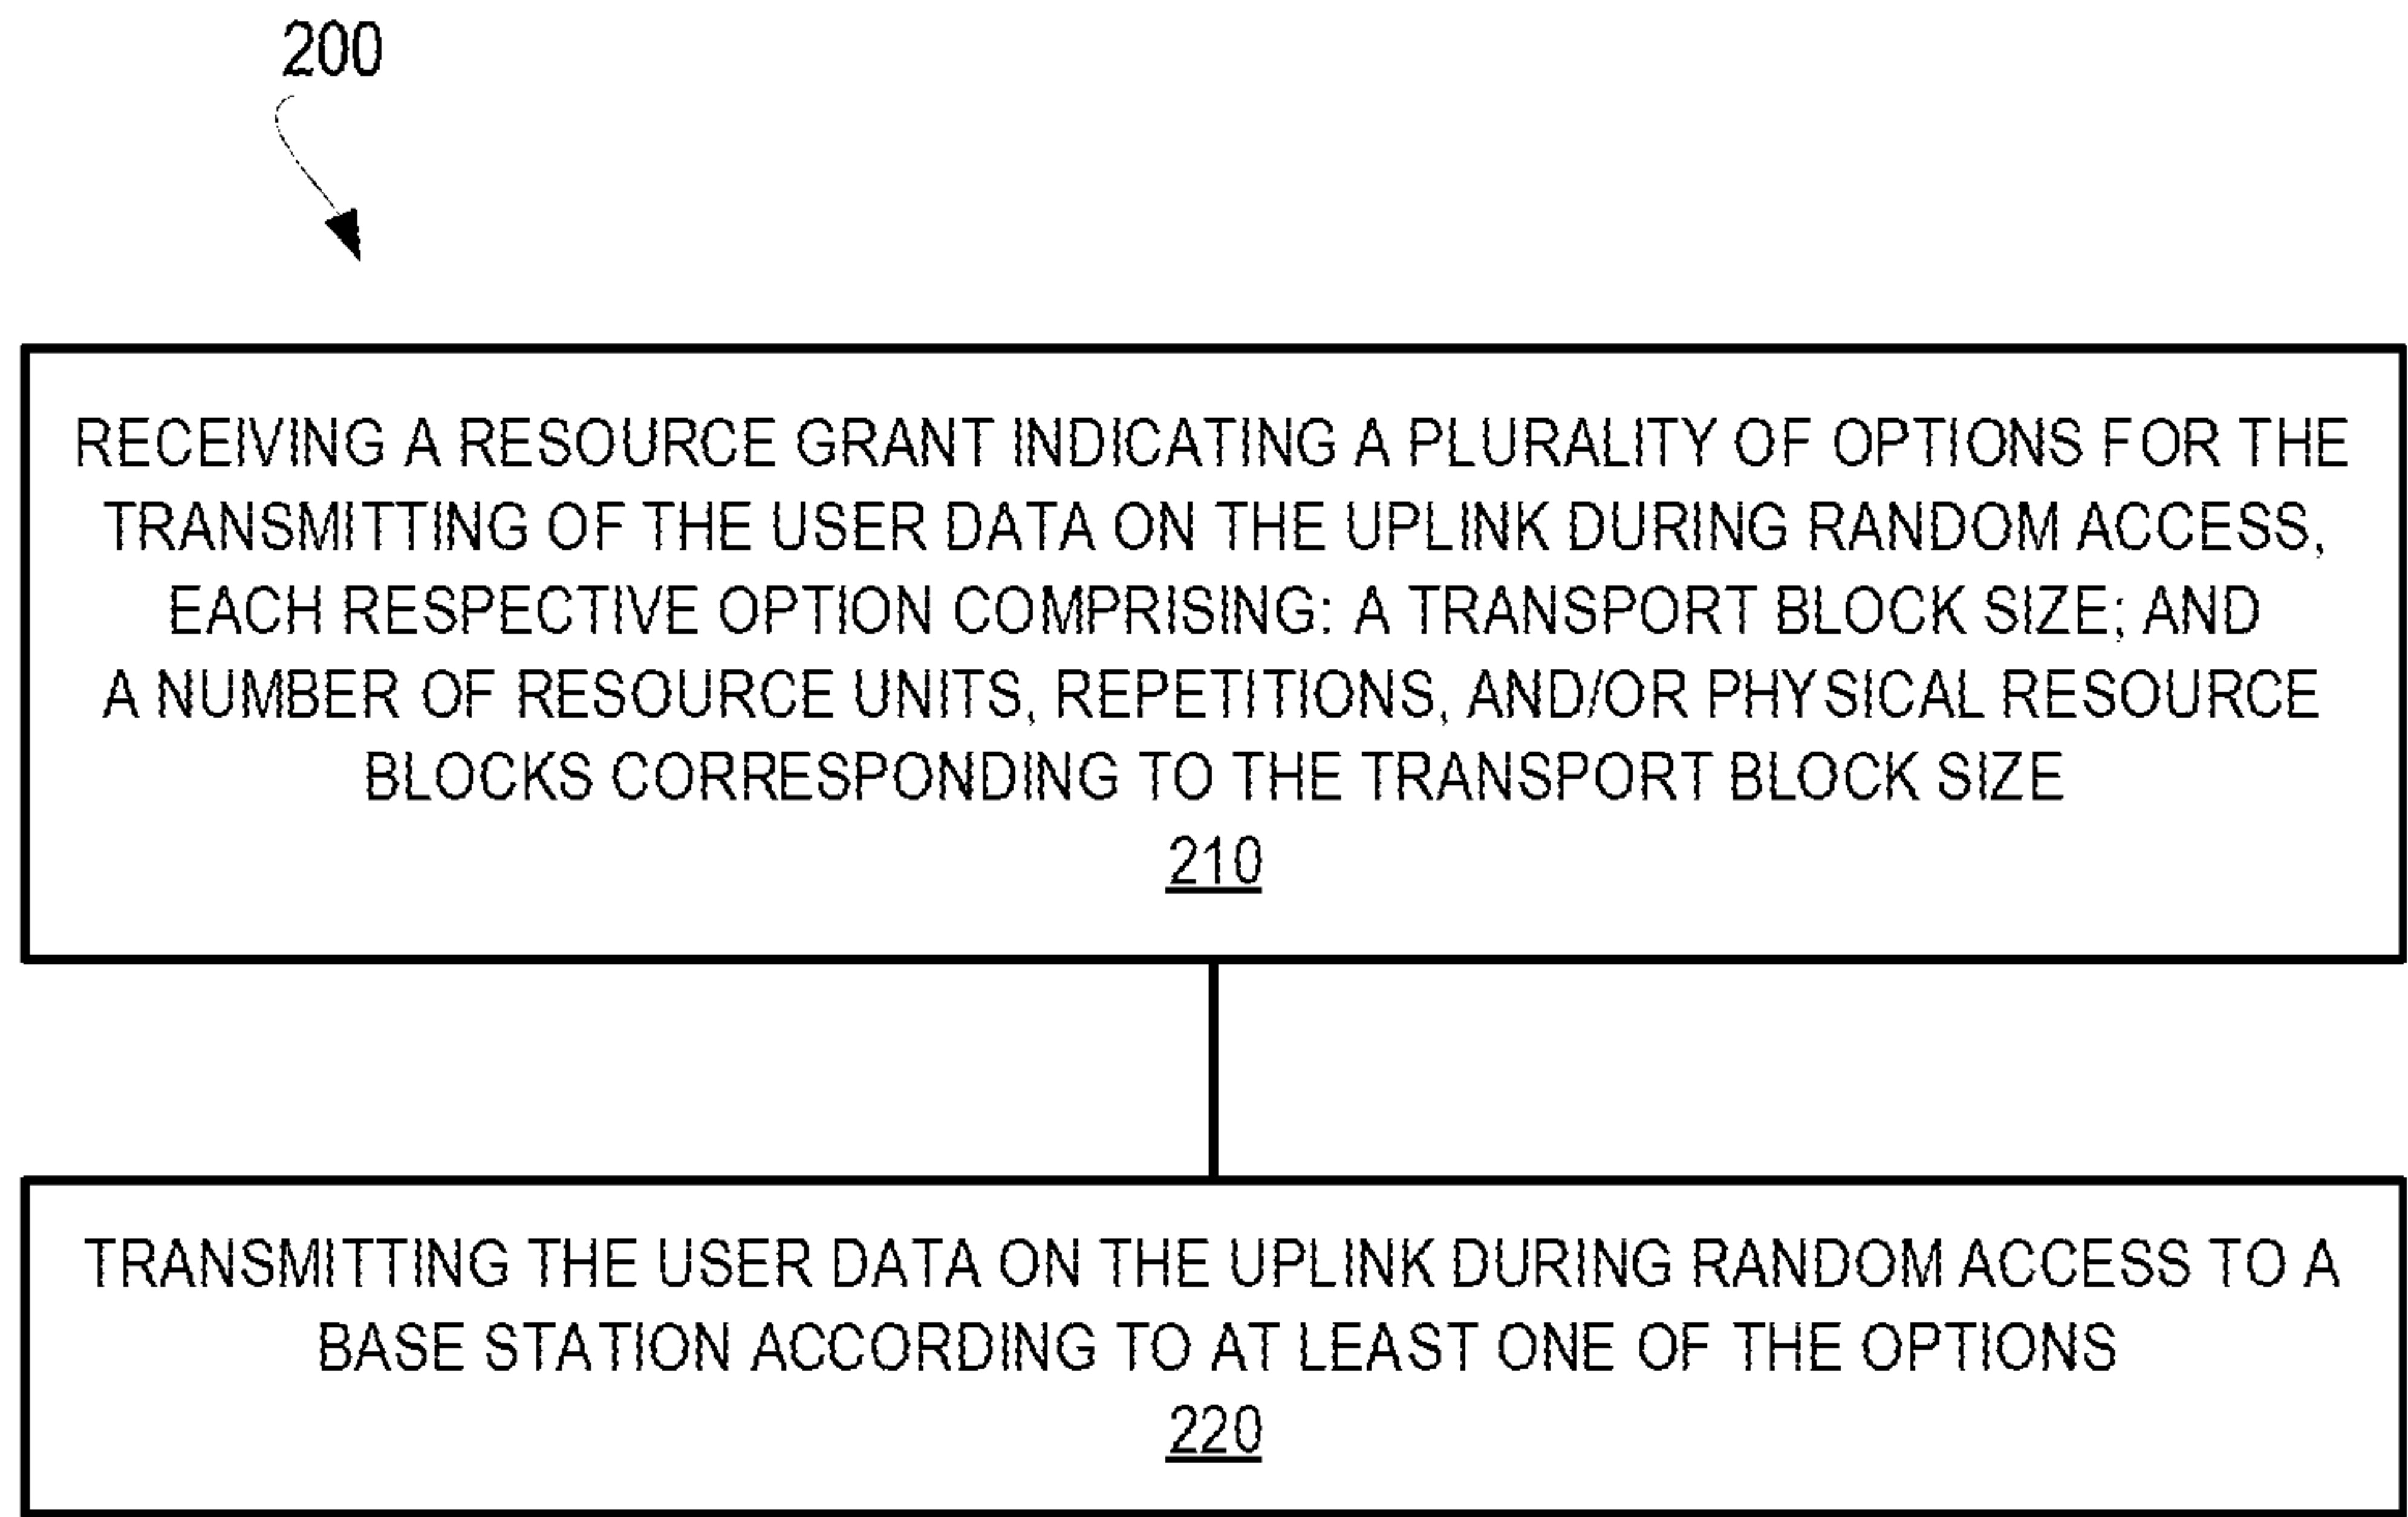 200
RECEIVING A RESOURCE GRANT INDICATING A PLURALITY OF OPTIONS FOR THE
TRANSMITTING OF THE USER DATA ON THE UPLINK DURING RANDOM ACCESS,
EACH RESPECTIVE OPTION COMPRISING: A TRANSPORT BLOCK SIZE; AND
A NUMBER OF RESOURCE UNITS, REPETITIONS, AND/OR PHYSICAL RESOURCE
BLOCKS CORRESPONDING TO THE TRANSPORT BLOCK SIZE
210
TRANSMITTING THE USER DATA ON THE UPLINK DURING RANDOM ACCESS TO A
BASE STATION ACCORDING TO AT LEAST ONE OF THE OPTIONS
220